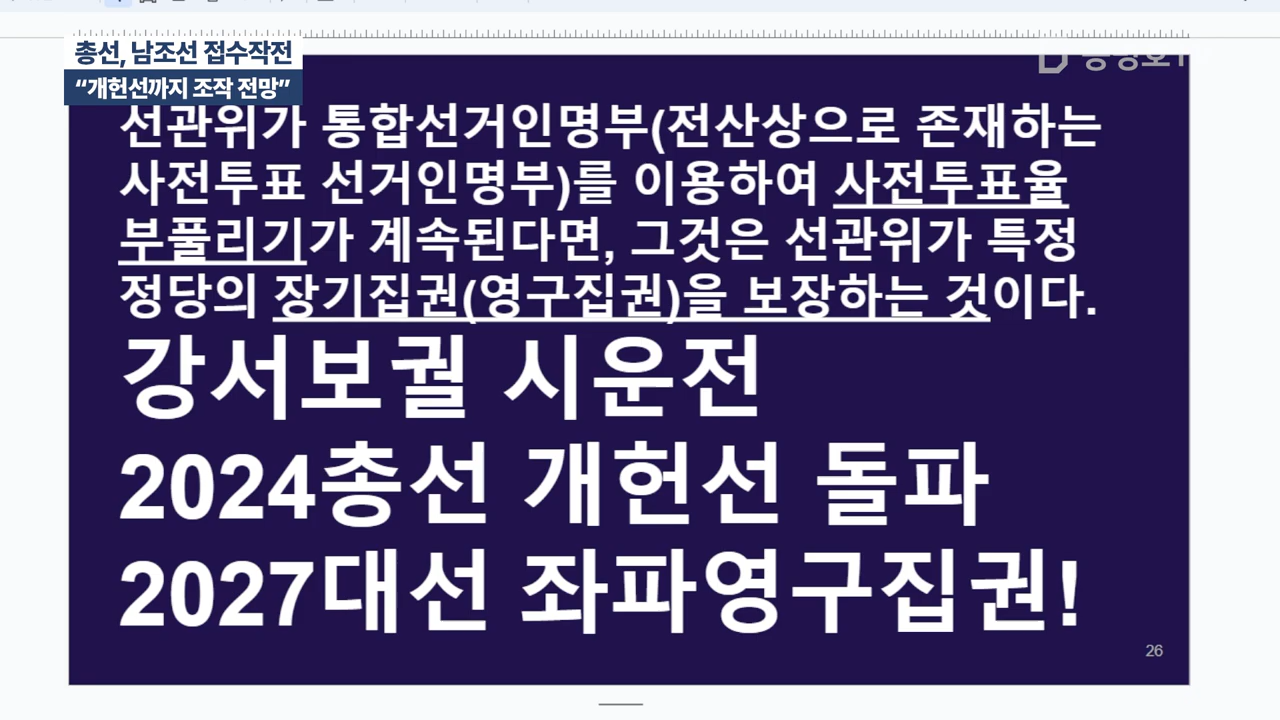 총선, 남조선 접수작전
“개헌선까지 조작 전망”
선관위가 통합선거인명부(전산상으로 존재하는
사전투표 선거인명부)를 이용하여 사전투표율
부풀리기가 계속된다면, 그것은 선관위가 특정
정당의 장기집권(영구집권)을 보장하는 것이다.
강서보궐 시운전
2024총선 개헌선 돌파
2027대선 좌파영구집권!
26